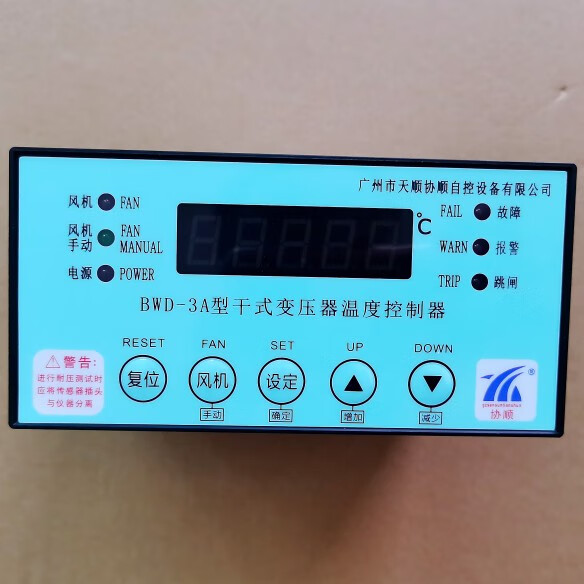 广州市天顺协顺自控设备有限公司
风机 FAN
FAIL 故障
风机手动 FAN MANUAL
WARN 报警
℃
电源 POWER
TRIP 跳闸
BWD-3A型干式变压器温度控制器
RESET
FAN
SET
UP
DOWN
复位
风机
设定
手动
确定
增加
减少
警告:
进行耐压测试时
应将传感器插头
与仪器分离
®
协顺